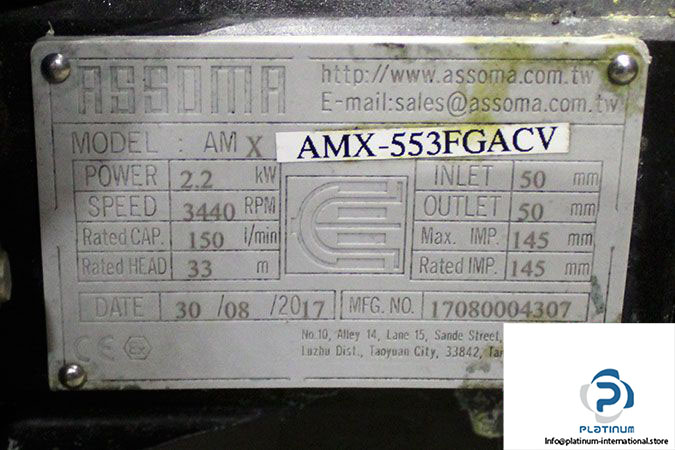 ASSOMA
http://www.assoma.com.tw
E-mail:sales@assoma.com.tw
MODEL : AM X AMX-553FGACV
POWER 2.2 kW INLET 50 mm
SPEED 3440 RPM OUTLET 50 mm
Rated CAP. 150 l/min Max. IMP. 145 mm
Rated HEAD 33 m Rated IMP. 145 mm
DATE 30 /08 /2017 MFG. NO. 17080004307
No.10, Alley 14, Lane 15, Sande Street,
Luzhu Dist., Taoyuan City, 33842,
CE Ex
P
PLATINUM
Info@platinum-international.store